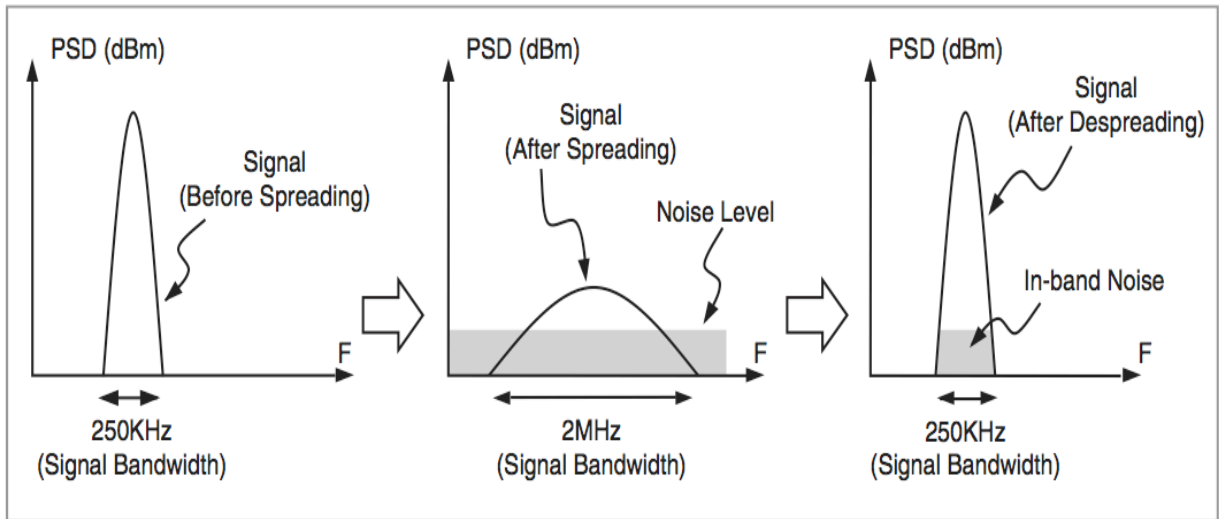 PSD (dBm)
Signal
(Before Spreading)
F
250KHz
(Signal Bandwidth)
PSD (dBm)
Signal
(After Spreading)
Noise Level
F
2MHz
(Signal Bandwidth)
PSD (dBm)
Signal
(After Despreading)
In-band Noise
F
250KHz
(Signal Bandwidth)